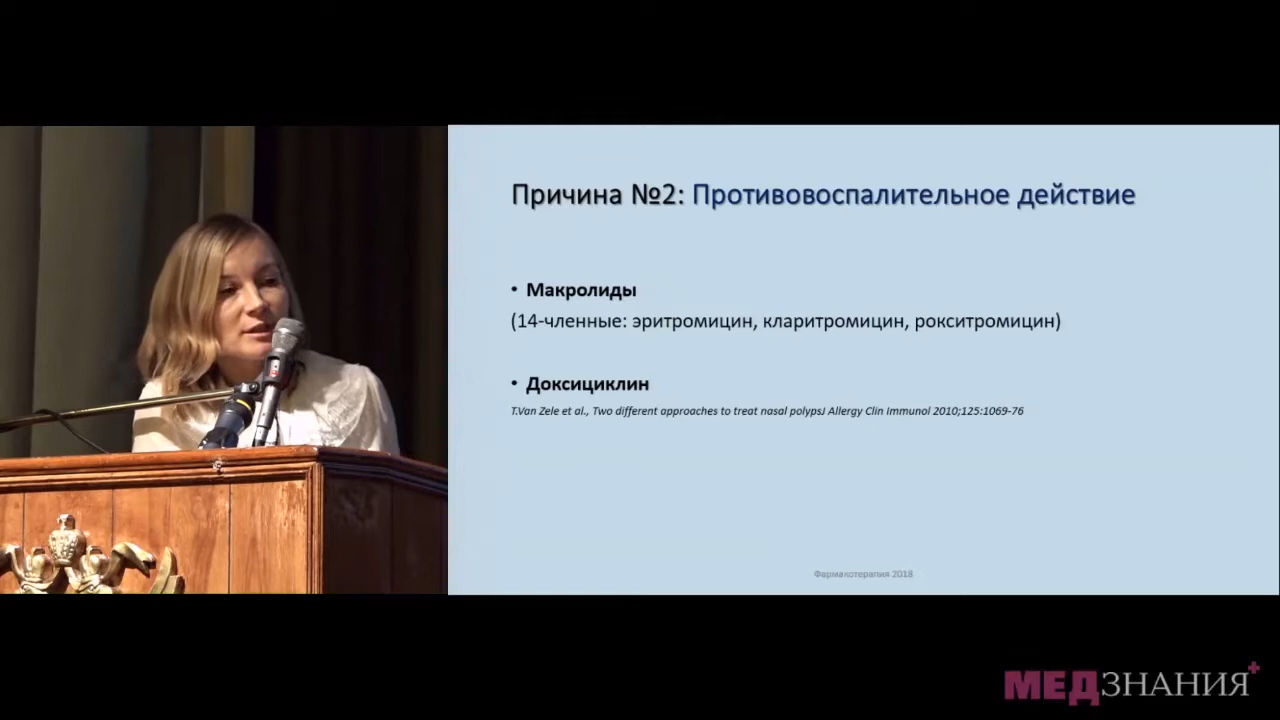 Причина №2: Противовоспалительное действие
• Макролиды
(14-членные: эритромицин, кларитромицин, рокситромицин)
• Доксициклин
T.Van Zele et al., Two different approaches to treat nasal polypsJ Allergy Clin Immunol 2010;125:1069-76
Фармакотерапия 2018
МЕДЗНАНИЯ+